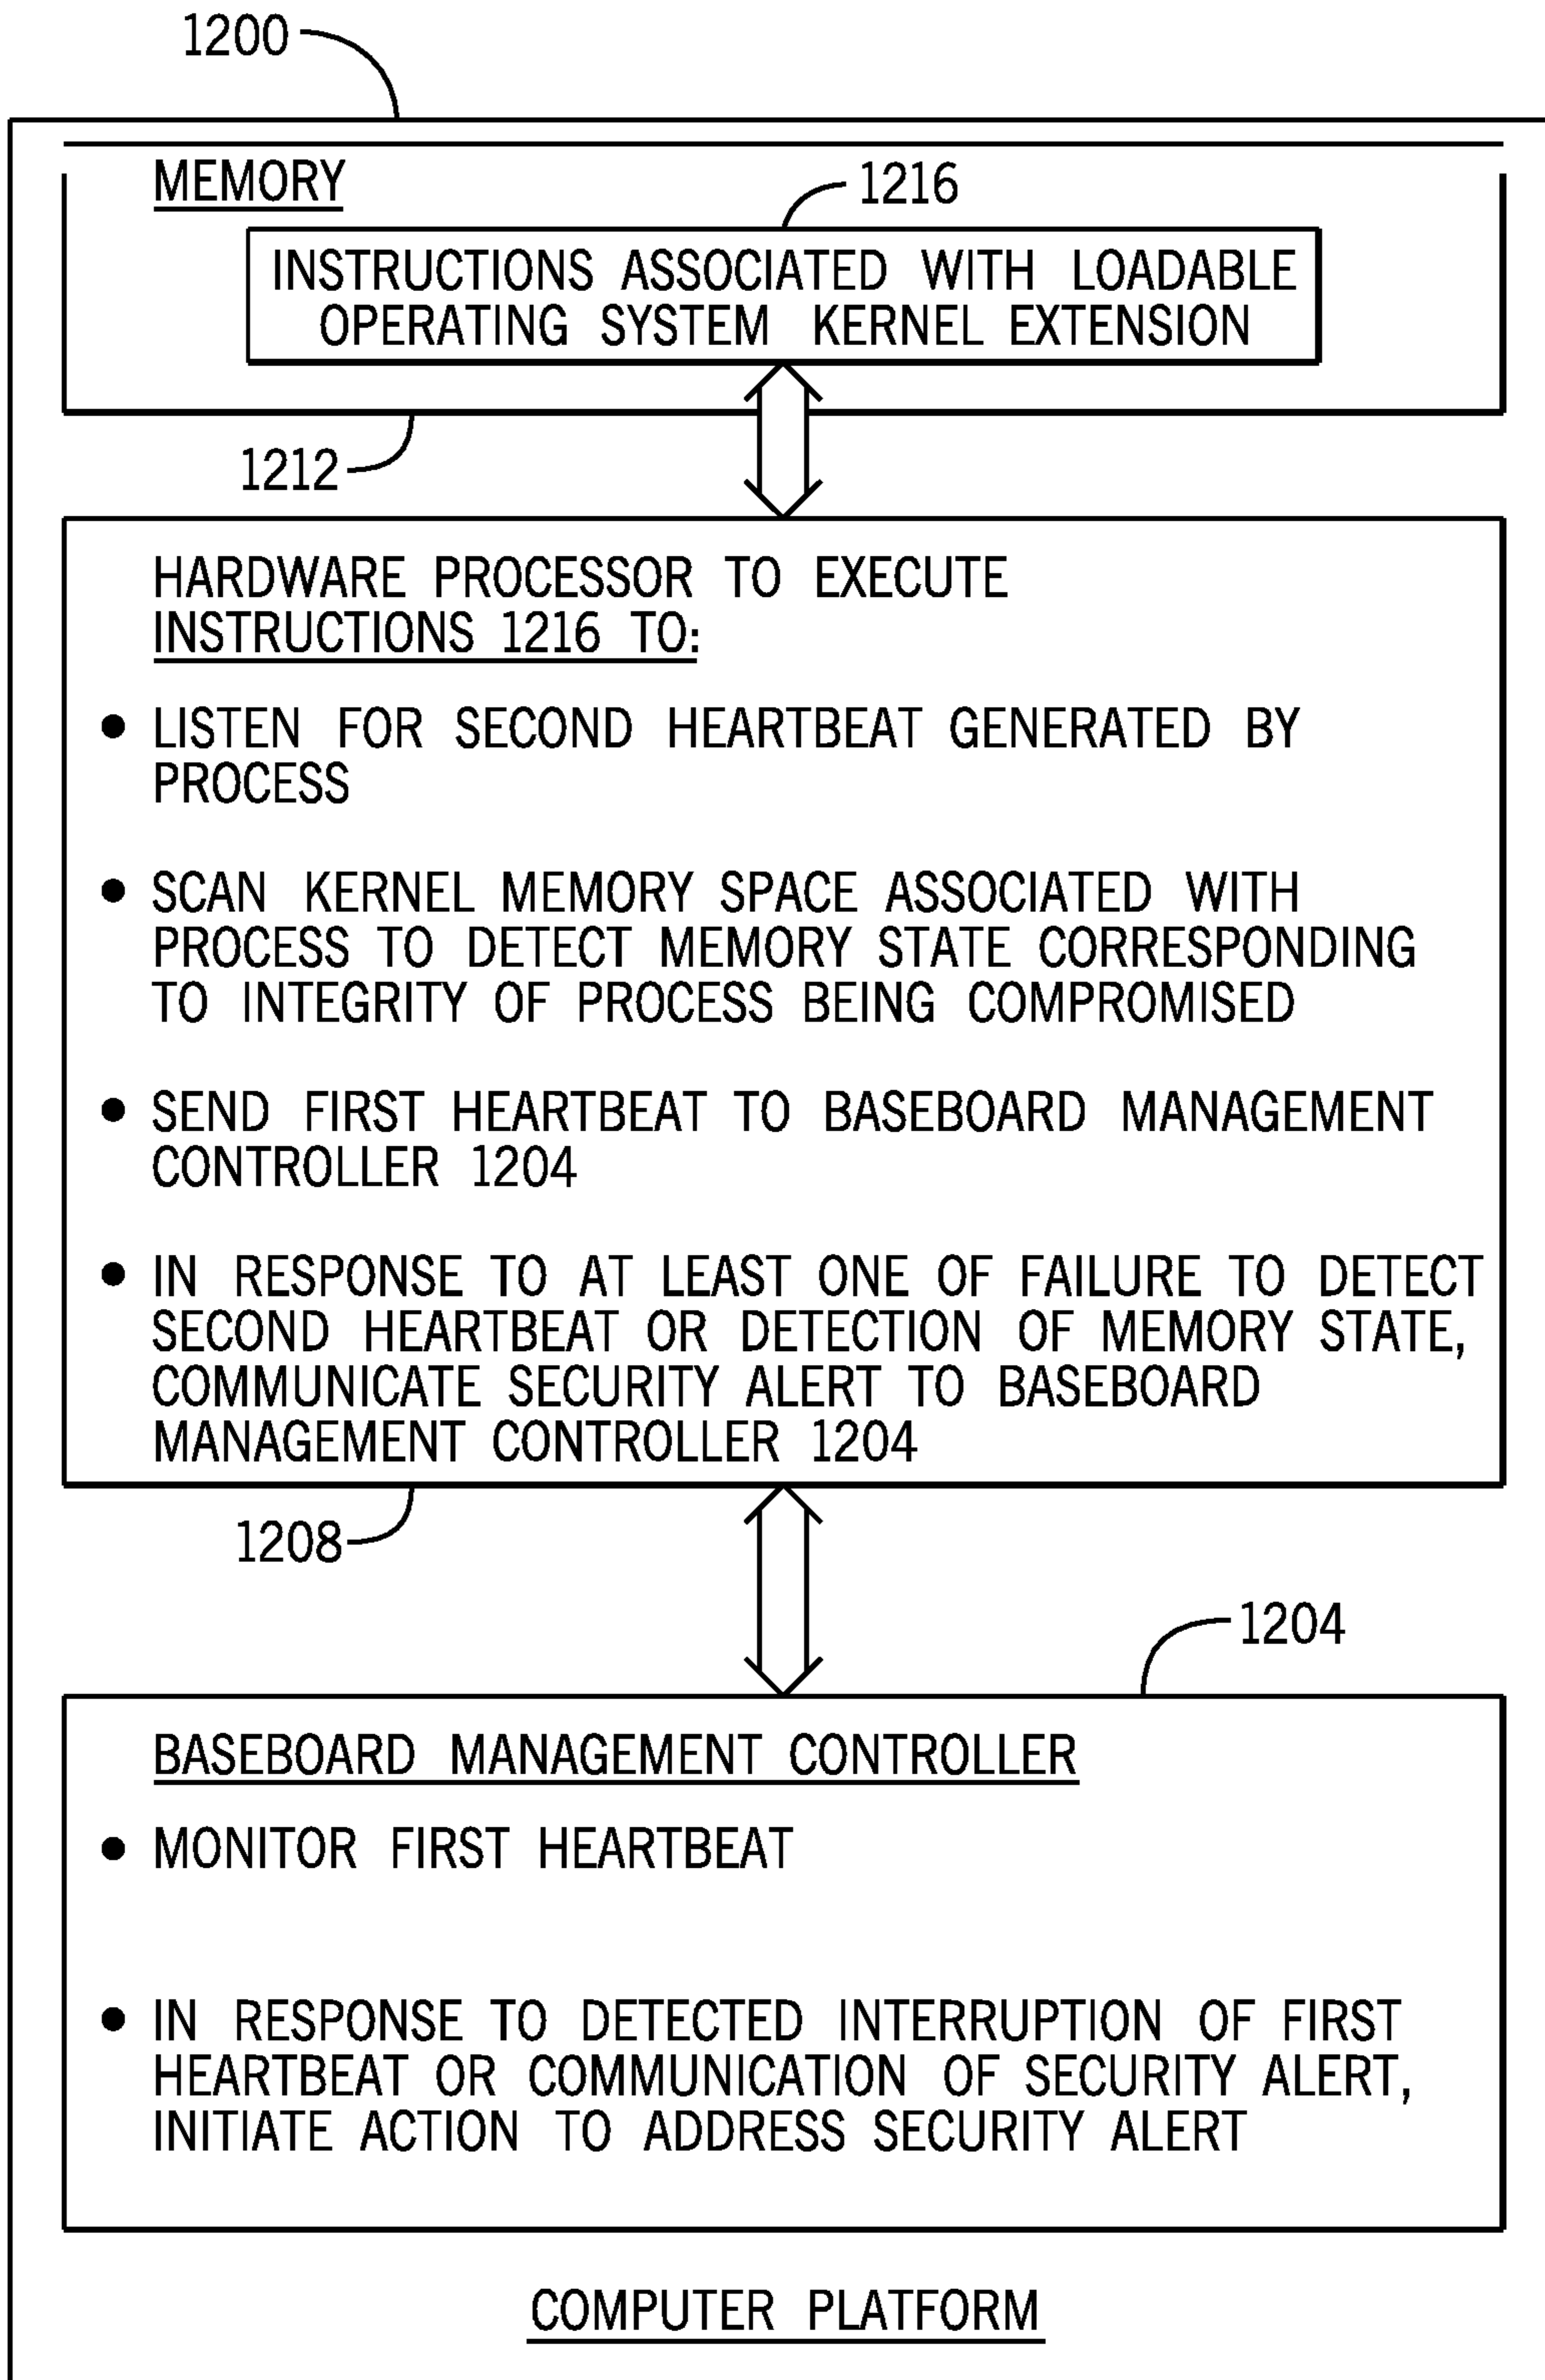 1200
MEMORY
1216
INSTRUCTIONS ASSOCIATED WITH LOADABLE
OPERATING SYSTEM KERNEL EXTENSION
1212
HARDWARE PROCESSOR TO EXECUTE
INSTRUCTIONS 1216 TO:
• LISTEN FOR SECOND HEARTBEAT GENERATED BY
PROCESS
• SCAN KERNEL MEMORY SPACE ASSOCIATED WITH
PROCESS TO DETECT MEMORY STATE CORRESPONDING
TO INTEGRITY OF PROCESS BEING COMPROMISED
• SEND FIRST HEARTBEAT TO BASEBOARD MANAGEMENT
CONTROLLER 1204
• IN RESPONSE TO AT LEAST ONE OF FAILURE TO DETECT
SECOND HEARTBEAT OR DETECTION OF MEMORY STATE,
COMMUNICATE SECURITY ALERT TO BASEBOARD
MANAGEMENT CONTROLLER 1204
1208
1204
BASEBOARD MANAGEMENT CONTROLLER
• MONITOR FIRST HEARTBEAT
• IN RESPONSE TO DETECTED INTERRUPTION OF FIRST
HEARTBEAT OR COMMUNICATION OF SECURITY ALERT,
INITIATE ACTION TO ADDRESS SECURITY ALERT
COMPUTER PLATFORM